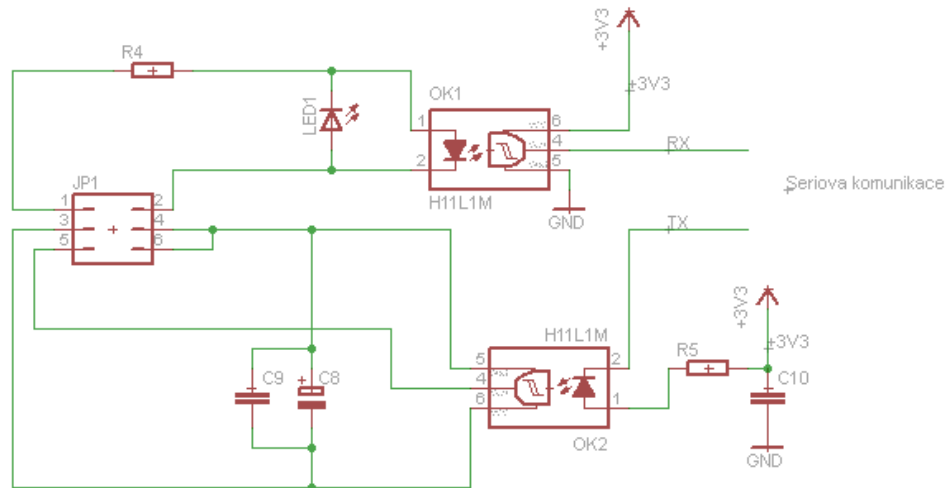 R4
+3V3
+3V3
LED1
OK1
1
2
6
4
5
RX
H11L1M
GND
Seriova komunikace
JP1
1 2
3 4
5 6
TX
+3V3
+3V3
H11L1M
R5
5
4
6
2
1
C9
C8
C10
OK2
GND